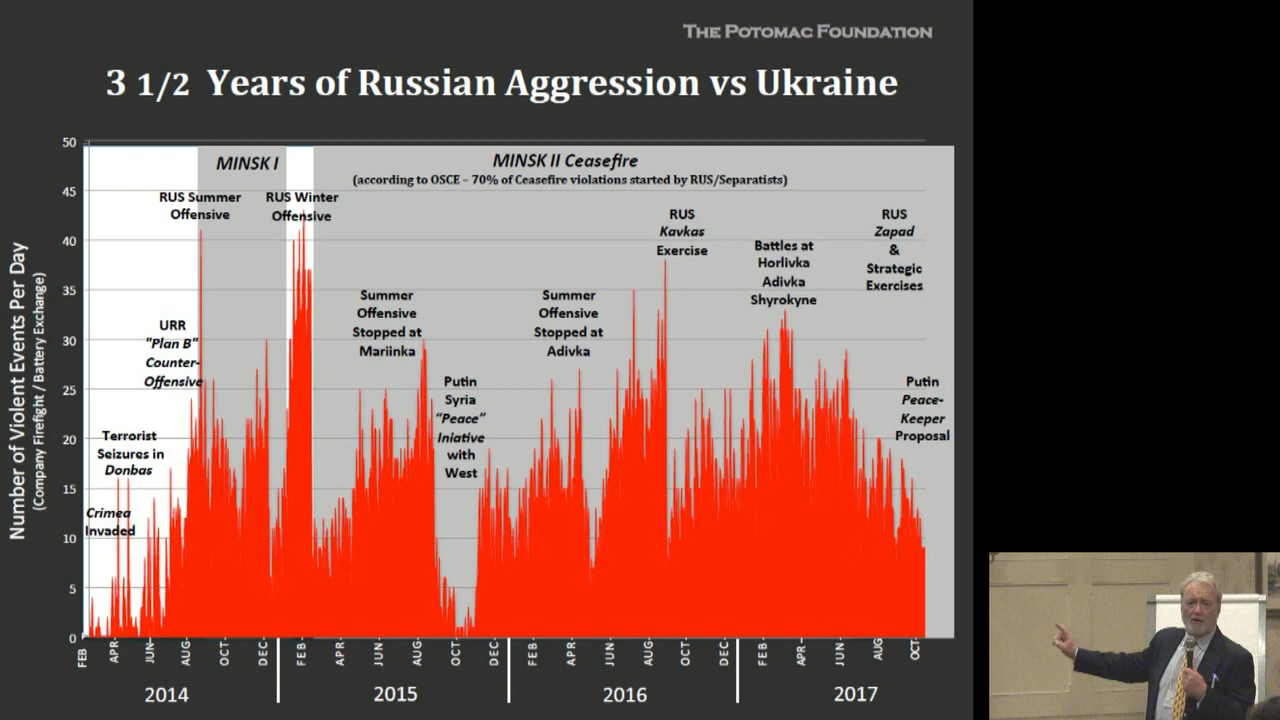 THE POTOMAC FOUNDATION
3 1/2 Years of Russian Aggression vs Ukraine
Number of Violent Events Per Day
(Company Firefight / Battery Exchange)
50
45
40
35
30
25
20
15
10
5
0
MINSK I
MINSK II Ceasefire
(according to OSCE – 70% of Ceasefire violations started by RUS/Separatists)
Crimea
Invaded
Terrorist
Seizures in
Donbas
URR
"Plan B"
Counter-
Offensive
RUS Summer
Offensive
RUS Winter
Offensive
Summer
Offensive
Stopped at
Mariinka
Putin
Syria
"Peace"
Iniative
with
West
Summer
Offensive
Stopped at
Adivka
RUS
Kavkas
Exercise
Battles at
Horlivka
Adivka
Shyrokyne
RUS
Zapad
&
Strategic
Exercises
Putin
Peace-
Keeper
Proposal
FEB
APR
JUN
AUG
OCT
DEC
FEB
APR
JUN
AUG
OCT
DEC
FEB
APR
JUN
AUG
OCT
DEC
FEB
APR
JUN
AUG
OCT
2014
2015
2016
2017